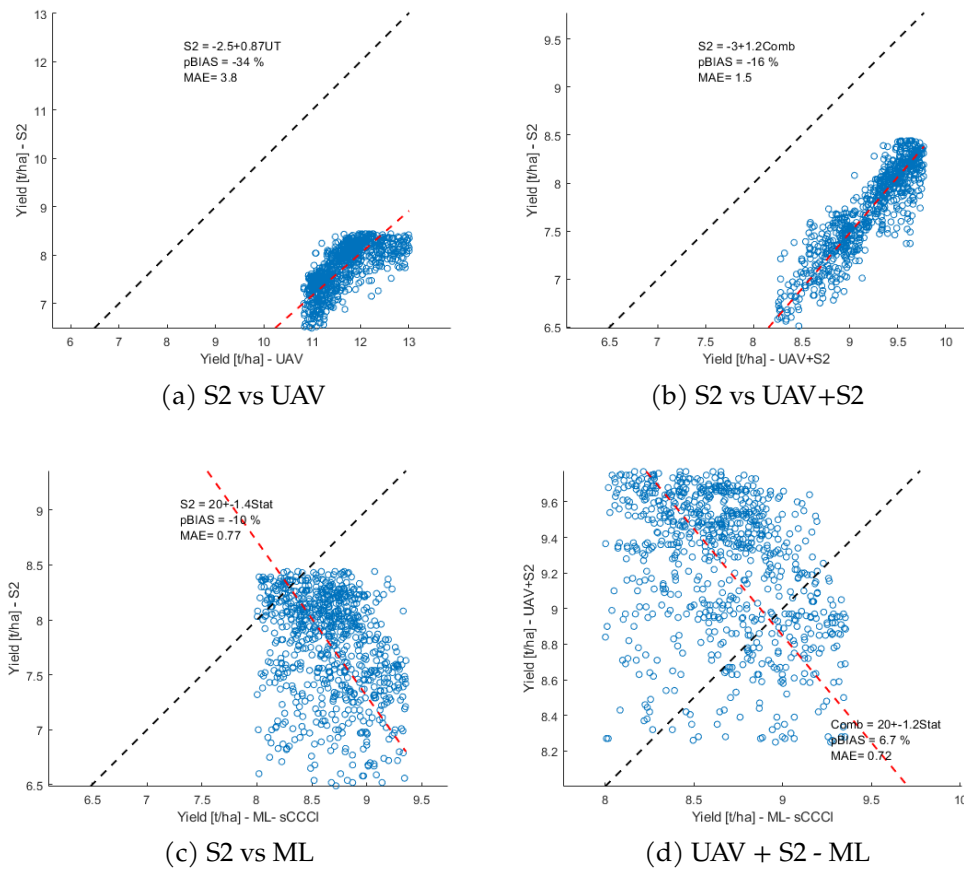 13
12
11
10
9
8
7
Yield [t/ha] - S2
S2 = -2.5+0.87UT
pBIAS = -34 %
MAE= 3.8
6 7 8 9 10 11 12 13
Yield [t/ha] - UAV
(a) S2 vs UAV
9.5
9
8.5
8
7.5
7
6.5
Yield [t/ha] - S2
S2 = -3+1.2Comb
pBIAS = -16 %
MAE= 1.5
6.5 7 7.5 8 8.5 9 9.5 10
Yield [t/ha] - UAV+S2
(b) S2 vs UAV+S2
9
8.5
8
7.5
7
6.5
Yield [t/ha] - S2
S2 = 20+-1.4Stat
pBIAS = -10 %
MAE= 0.77
6.5 7 7.5 8 8.5 9 9.5
Yield [t/ha] - ML- sCCCI
(c) S2 vs ML
9.6
9.4
9.2
9
8.8
8.6
8.4
8.2
Yield [t/ha] - UAV+S2
Comb = 20+-1.2Stat
pBIAS = 6.7 %
MAE= 0.72
8 8.5 9 9.5 10
Yield [t/ha] - ML- sCCCI
(d) UAV + S2 - ML